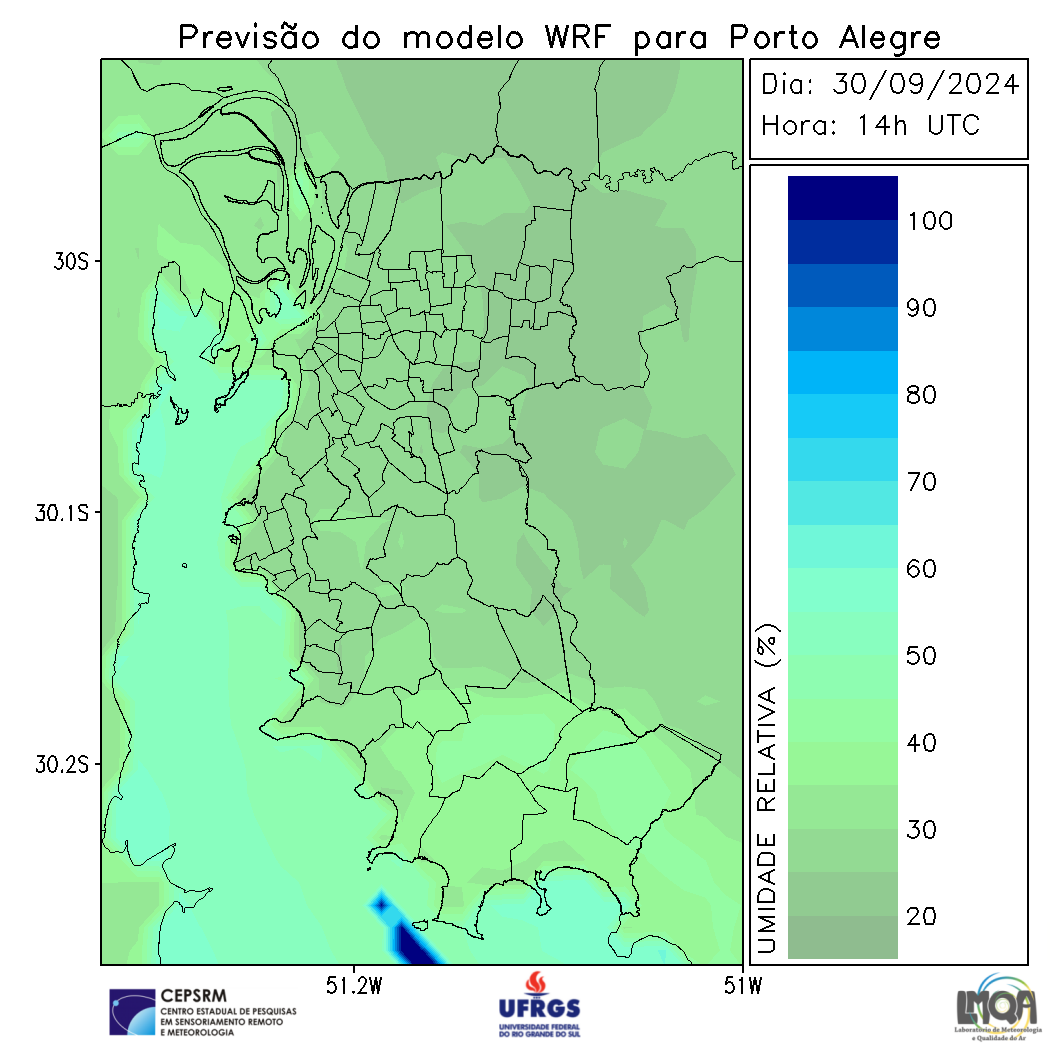 Previsão do modelo WRF para Porto Alegre
Dia: 30/09/2024
Hora: 14h UTC
30S
30.1S
30.2S
51.2W
51W
100
90
80
70
60
50
40
30
20
UMIDADE RELATIVA (%)
CEPSRM
CENTRO ESTADUAL DE PESQUISAS
EM SENSORIAMENTO REMOTO
E METEOROLOGIA
UFRGS
UNIVERSIDADE FEDERAL
DO RIO GRANDE DO SUL
LMQA
Laboratório de Meteorologia
e Qualidade do Ar